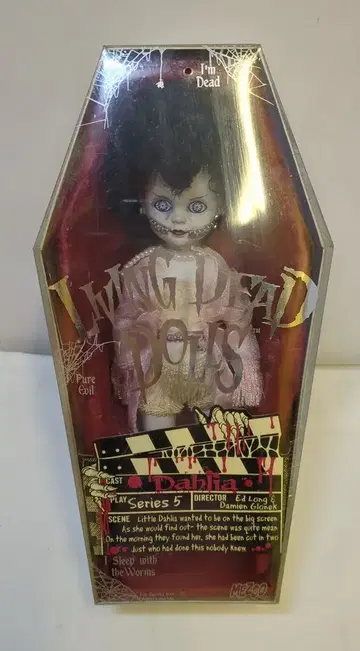 I'm
Dead
LIVING DEAD
DOLLS
Pure
Evil
CAST Dahlia
PLAY Series 5 DIRECTOR Ed Long &
Damien Glonek
SCENE Little Dahlia wanted to be on the big screen
As she would find out- the scene was quite mean
On the morning they found her, she had been cut in two
Just who had done this nobody knew
I Sleep with
the Worms
MEZCO